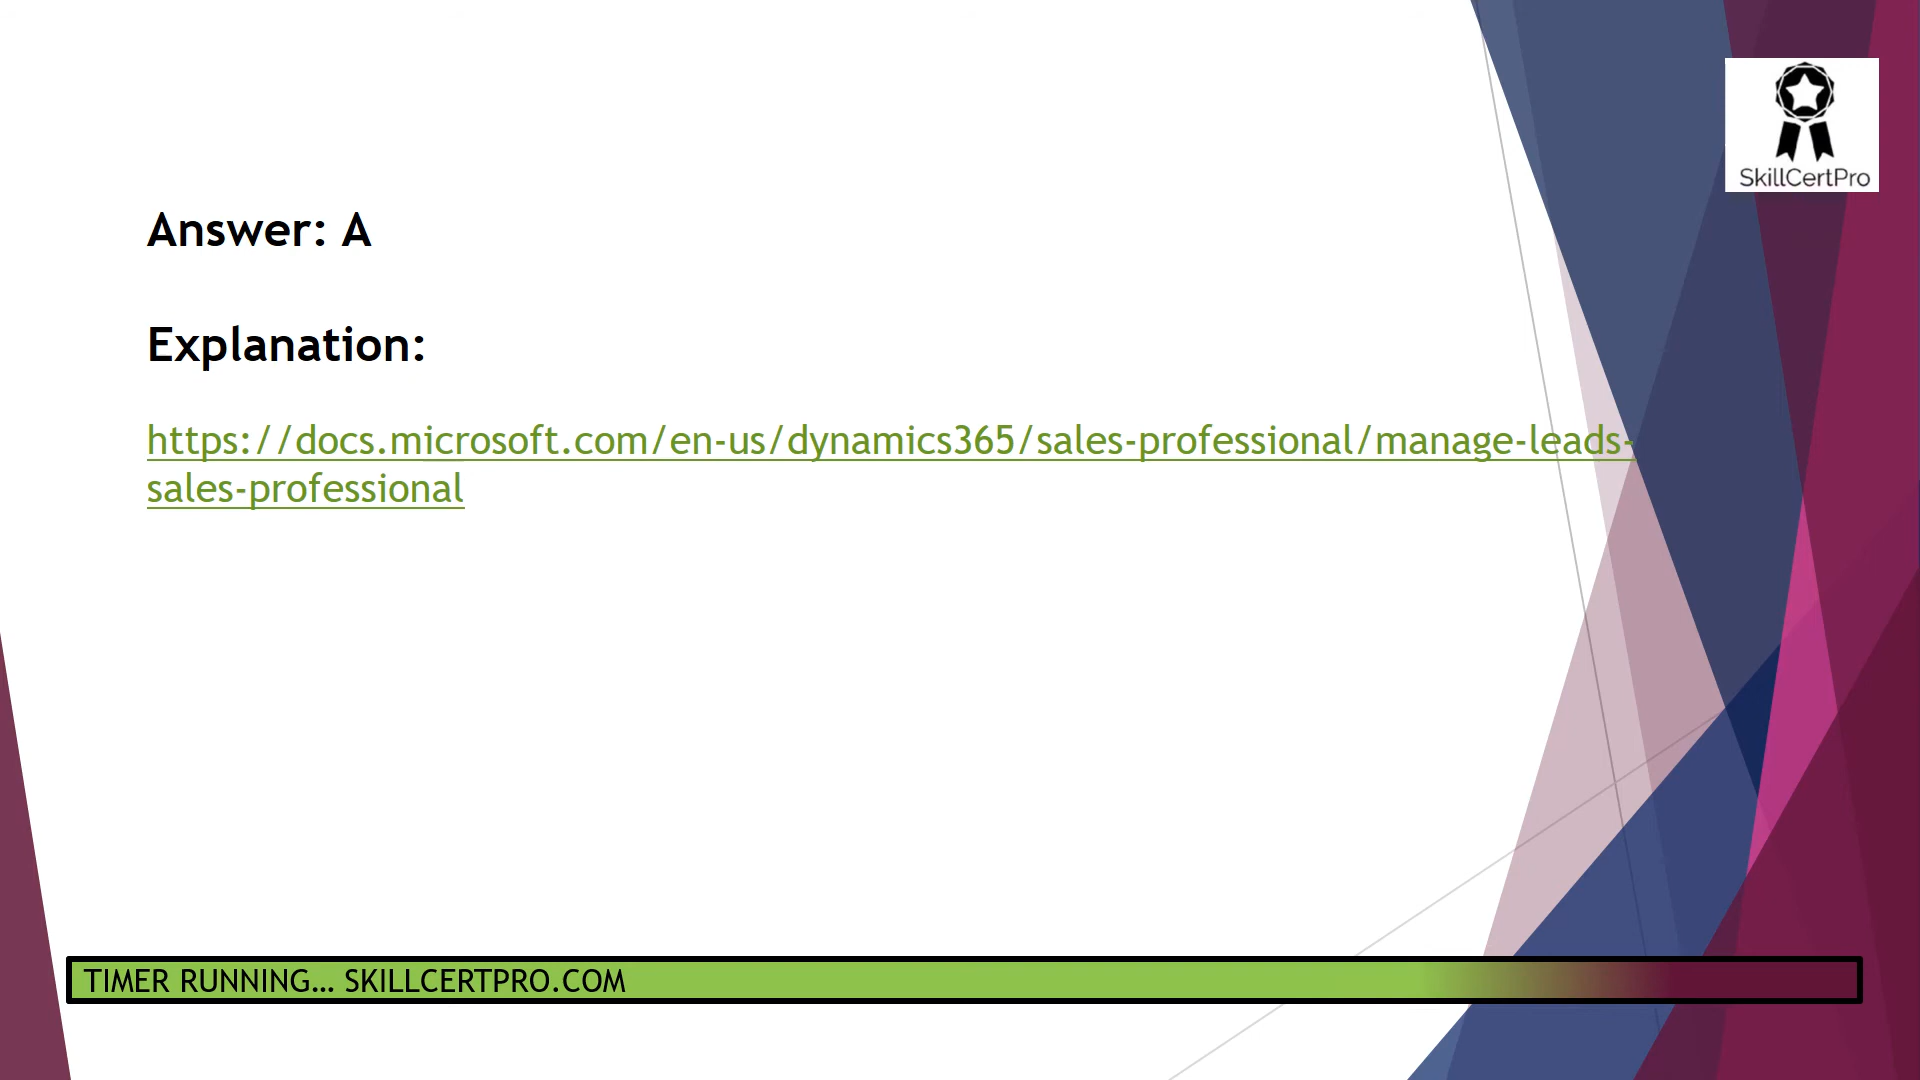 SkillCertPro
Answer: A
Explanation:
https://docs.microsoft.com/en-us/dynamics365/sales-professional/manage-leads-
sales-professional
TIMER RUNNING... SKILLCERTPRO.COM